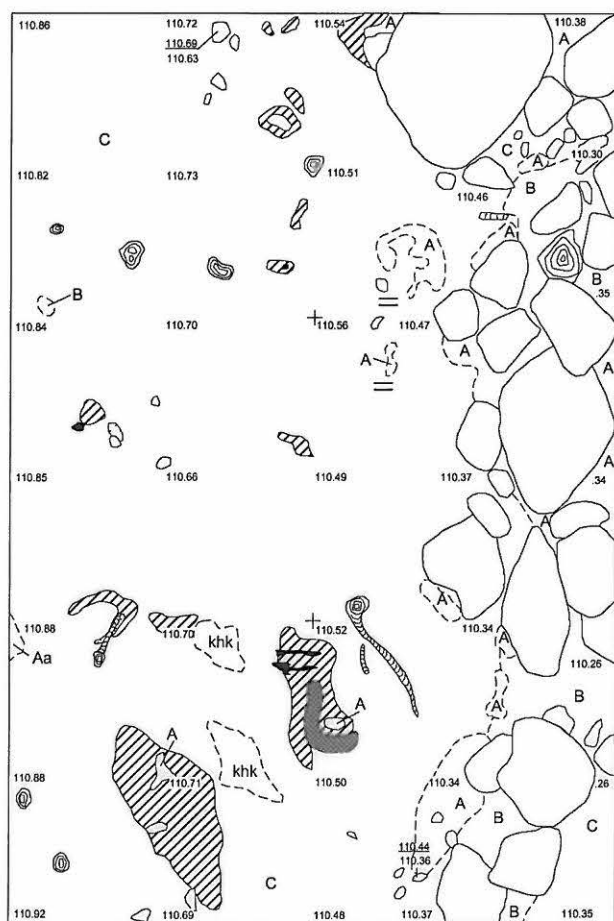 110.86 110.72 110.54 A 110.38
110.69 A
110.63
C C 110.30
A
110.82 110.73 110.51 110.46 B
A A
B B
.35
110.84 110.70 110.56 110.47
A A A
A
110.85 110.66 110.49 110.37 .34
A
A
110.88 110.70 khk 110.52 110.34
A 110.26
Aa
B
A A
khk
110.88 A 110.71 110.50 110.34 .26
A B C
110.44
110.36
C
110.92 110.69 110.48 110.37 B 110.35